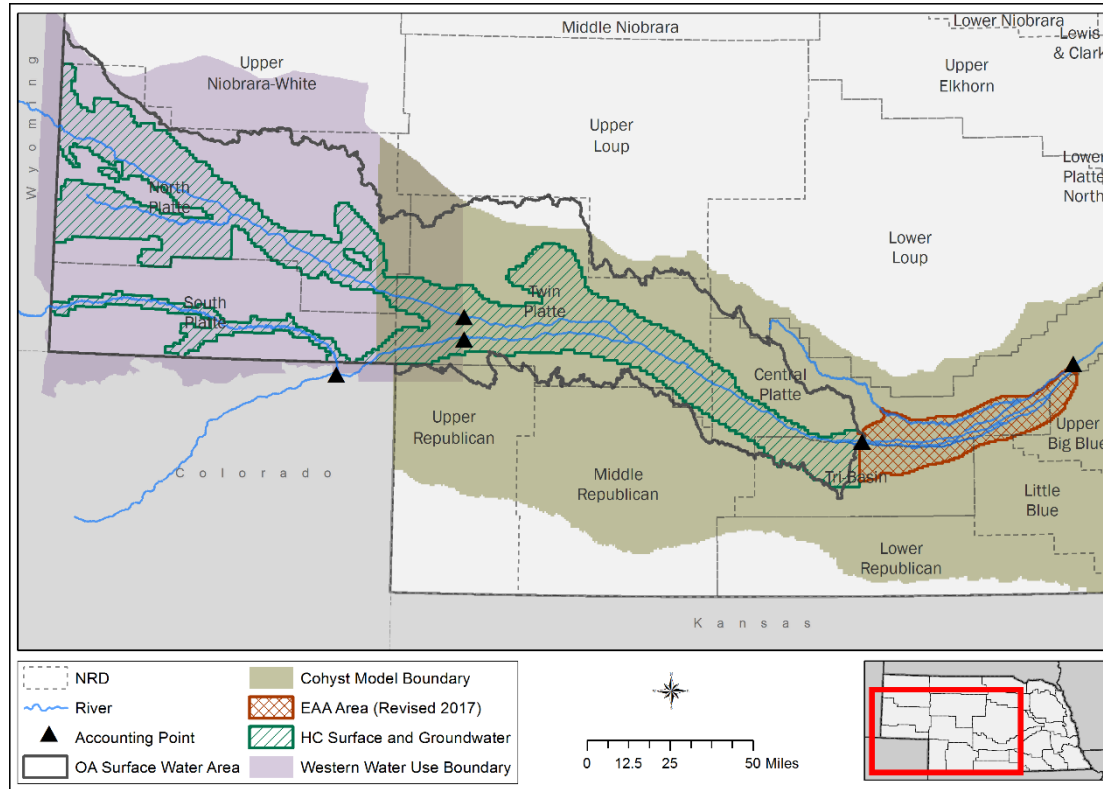 Middle Niobrara
Lower Niobrara
Lewis
& Clark
Upper
Niobrara-White
Upper
Elkhorn
Wyoming
Upper
Loup
Lower
Platte
North
North
Platte
Lower
Loup
South
Platte
Twin
Platte
Central
Platte
Upper
Republican
Upper
Big Blue
Colorado
Middle
Republican
Tri-Basin
Little
Blue
Lower
Republican
Kansas
NRD
River
Accounting Point
OA Surface Water Area
Cohyst Model Boundary
EAA Area (Revised 2017)
HC Surface and Groundwater
Western Water Use Boundary
0 12.5 25 50 Miles